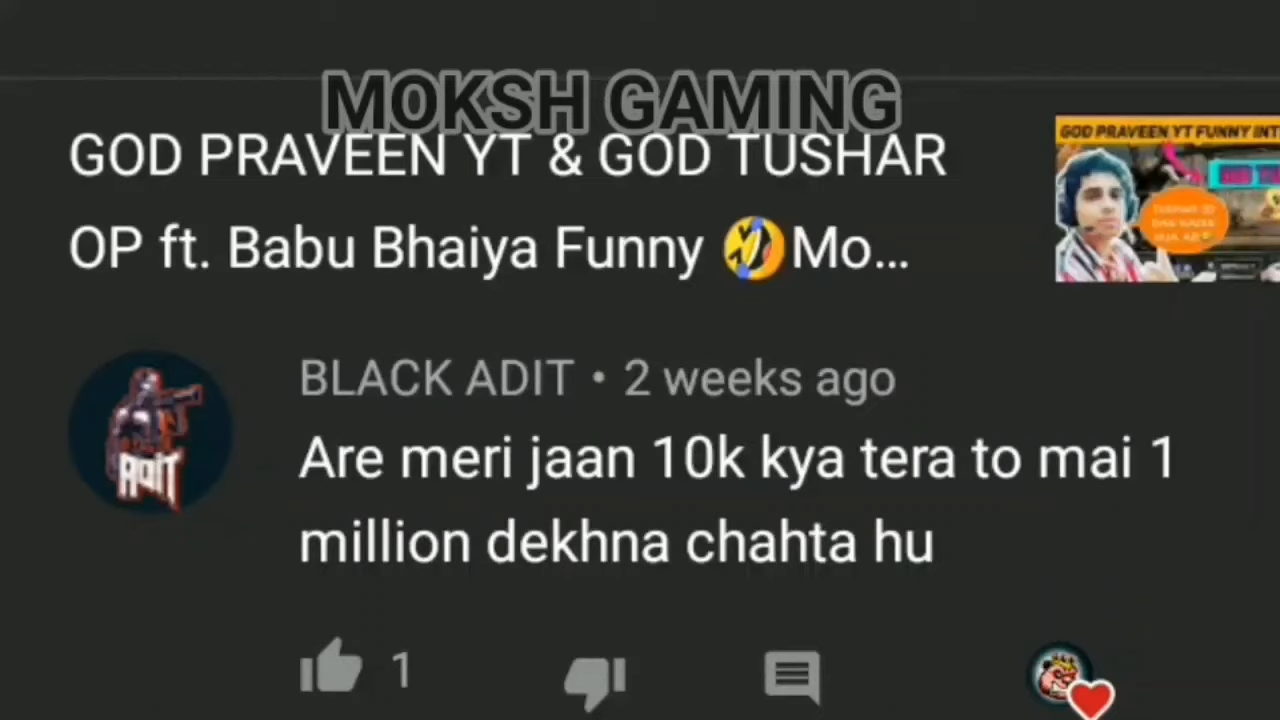 MOKSH GAMING
GOD PRAVEEN YT & GOD TUSHAR
OP ft. Babu Bhaiya Funny 🤣Mo...
GOD PRAVEEN YT FUNNY INT
BLACK ADIT • 2 weeks ago
ADIT
Are meri jaan 10k kya tera to mai 1
million dekhna chahta hu
1